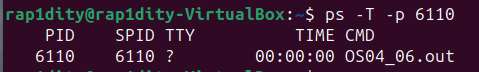 rap1dity@rap1dity-VirtualBox:~$ ps -T -p 6110
PID SPID TTY TIME CMD
6110 6110 ? 00:00:00 OS04_06.out